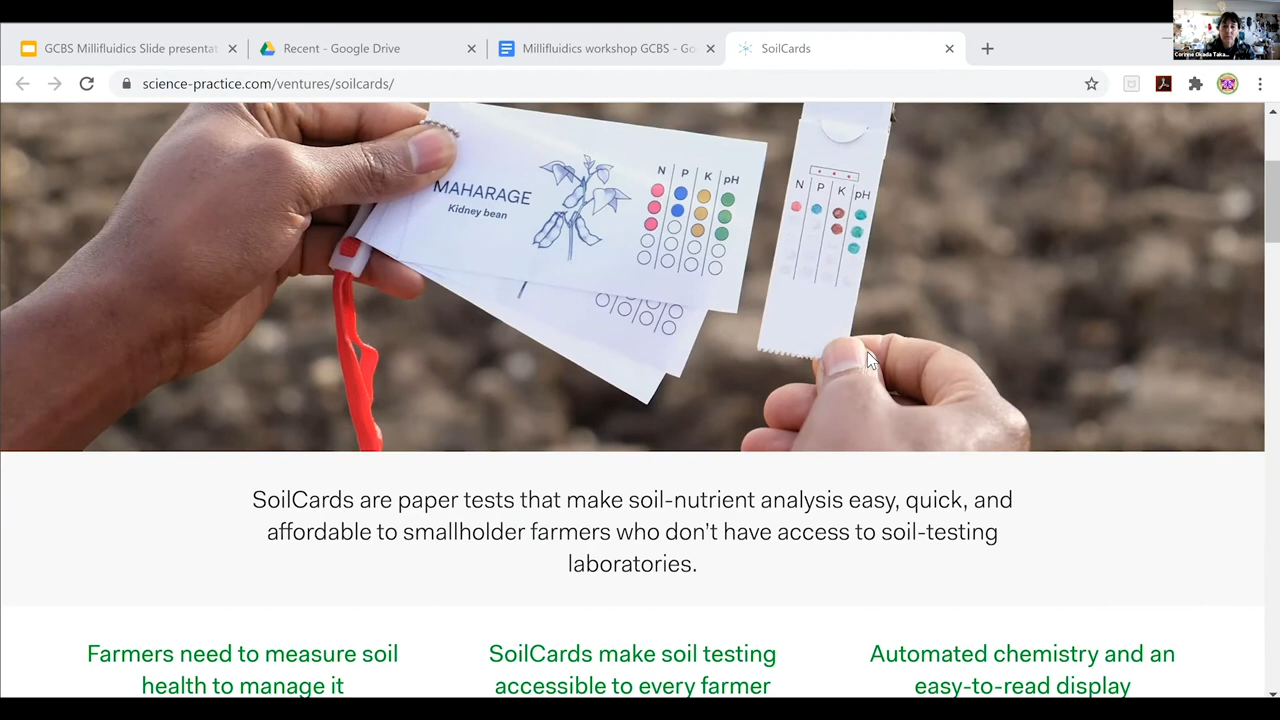 GCBS Millifluidics Slide presentat
Recent - Google Drive
Millifluidics workshop GCBS - Go
SoilCards
Corinne Okada Taka...
science-practice.com/ventures/soilcards/
MAHARAGE
Kidney bean
N P K pH
N P K pH
SoilCards are paper tests that make soil-nutrient analysis easy, quick, and
affordable to smallholder farmers who don't have access to soil-testing
laboratories.
Farmers need to measure soil
health to manage it
SoilCards make soil testing
accessible to every farmer
Automated chemistry and an
easy-to-read display